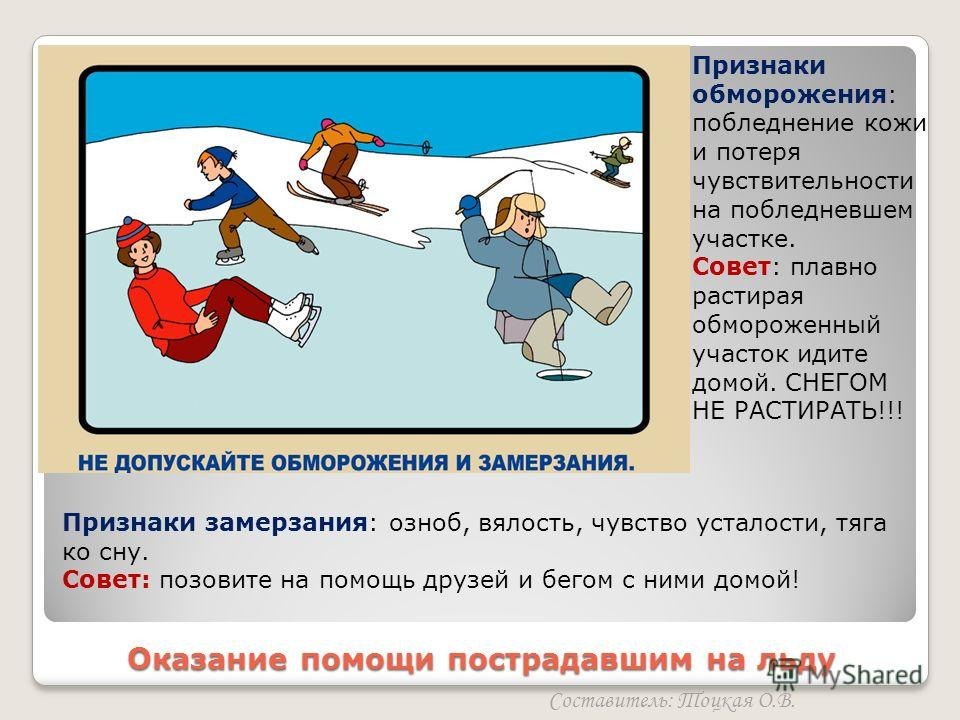 Признаки
обморожения:
побледнение кожи
и потеря
чувствительности
на побледневшем
участке.
Совет: плавно
растирая
обмороженный
участок идите
домой. СНЕГОМ
НЕ РАСТИРАТЬ!!!
НЕ ДОПУСКАЙТЕ ОБМОРОЖЕНИЯ И ЗАМЕРЗАНИЯ.
Признаки замерзания: озноб, вялость, чувство усталости, тяга
ко сну.
Совет: позовите на помощь друзей и бегом с ними домой!
Оказание помощи пострадавшим на льду
MyShared
Составитель: Тоцкая О.В.